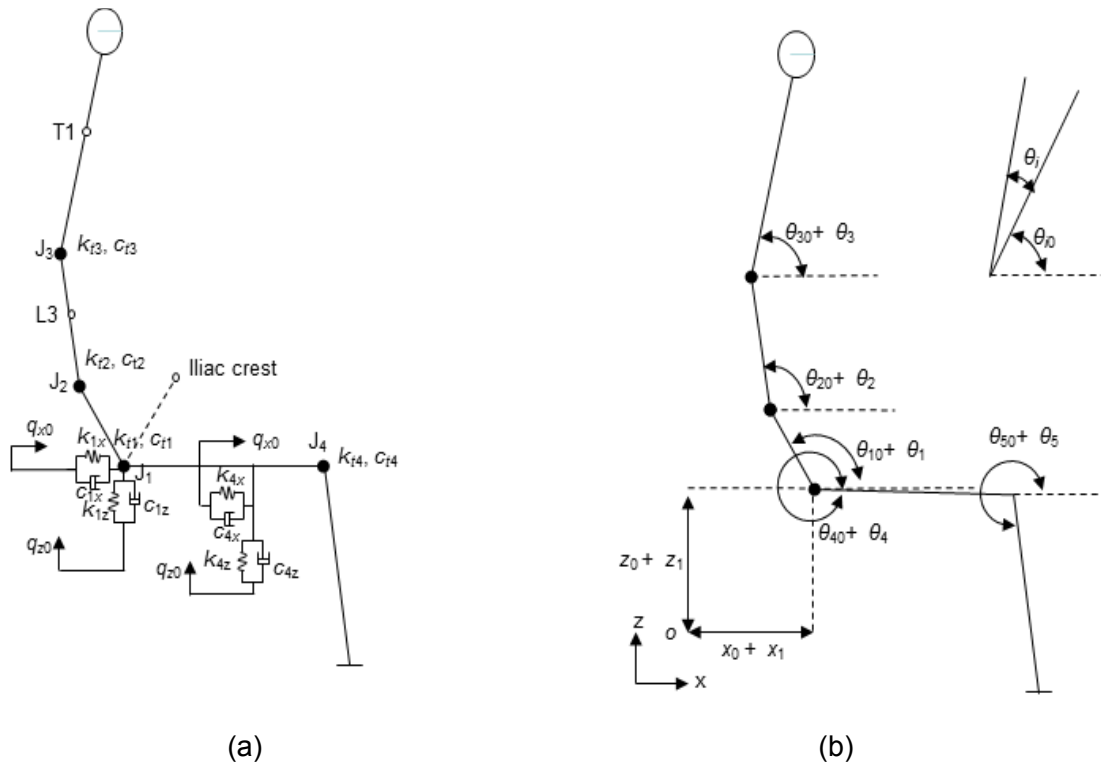 T1
J3
kt3, ct3
L3
kt2, ct2
J2
Iliac crest
qx0
k1x
kt1, ct1
qx0
J4
J1
kt4, ct4
c1x
k1z
c1z
k4x
c4x
qz0
k4z
c4z
qz0
(a)
θi
θi0
θ30+ θ3
θ20+ θ2
θ10+ θ1
θ50+ θ5
θ40+ θ4
z0+ z1
z
o
x0+ x1
x
(b)